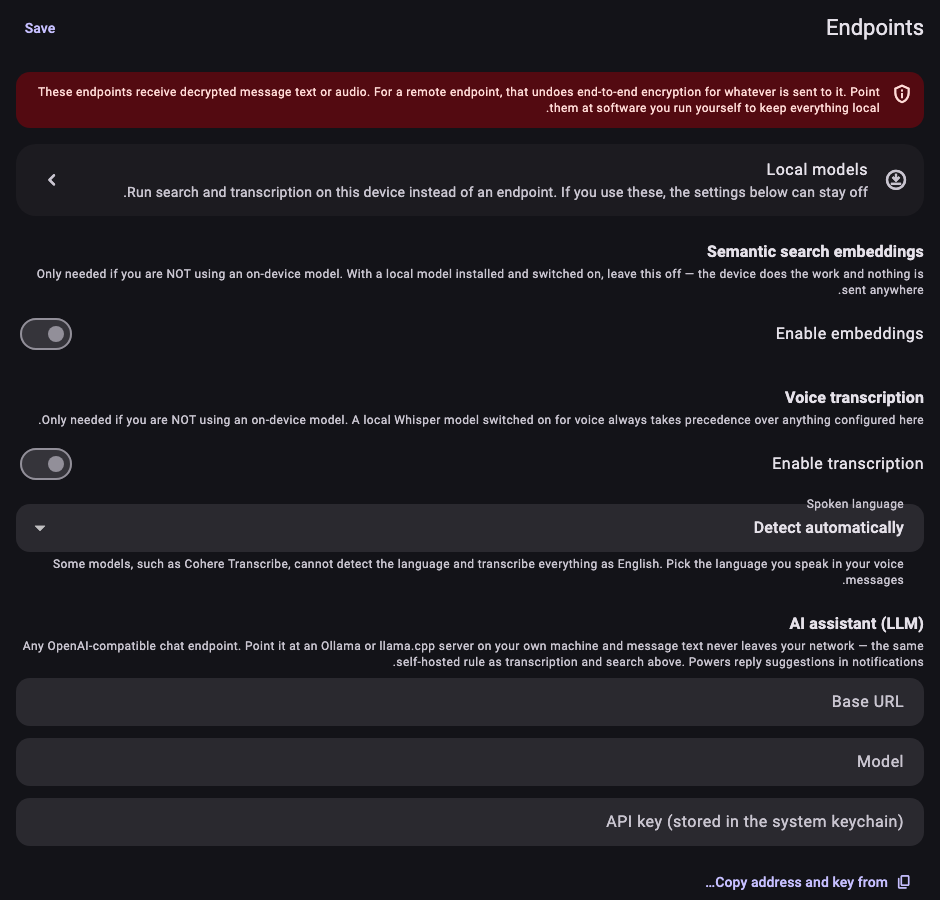 Endpoints
Save
These endpoints receive decrypted message text or audio. For a remote endpoint, that undoes end-to-end encryption for whatever is sent to it. Point
them at software you run yourself to keep everything local.
Local models
Run search and transcription on this device instead of an endpoint. If you use these, the settings below can stay off.
Semantic search embeddings
Only needed if you are NOT using an on-device model. With a local model installed and switched on, leave this off — the device does the work and nothing is
sent anywhere.
Enable embeddings
Voice transcription
Only needed if you are NOT using an on-device model. A local Whisper model switched on for voice always takes precedence over anything configured here.
Enable transcription
Spoken language
Detect automatically
Some models, such as Cohere Transcribe, cannot detect the language and transcribe everything as English. Pick the language you speak in your voice
messages.
AI assistant (LLM)
Any OpenAI-compatible chat endpoint. Point it at an Ollama or llama.cpp server on your own machine and message text never leaves your network — the same
self-hosted rule as transcription and search above. Powers reply suggestions in notifications.
Base URL
Model
API key (stored in the system keychain)
Copy address and key from…